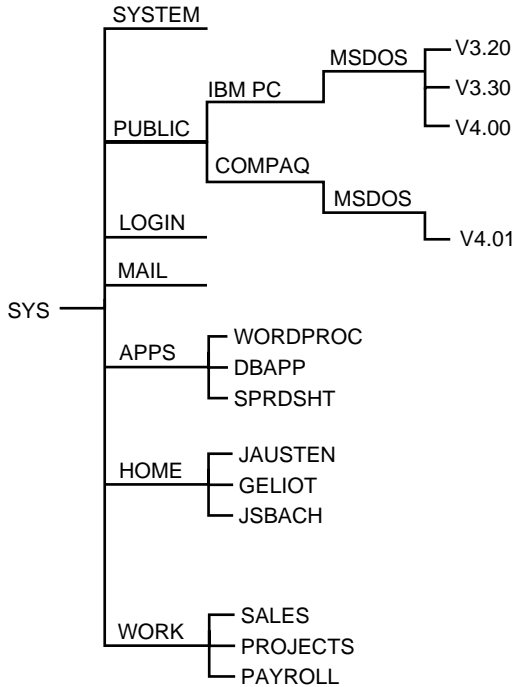 SYSTEM
MSDOS
V3.20
IBM PC
V3.30
PUBLIC
V4.00
COMPAQ
MSDOS
LOGIN
V4.01
MAIL
SYS
WORDPROC
APPS
DBAPP
SPRDSHT
JAUSTEN
HOME
GELIOT
JSBACH
SALES
WORK
PROJECTS
PAYROLL